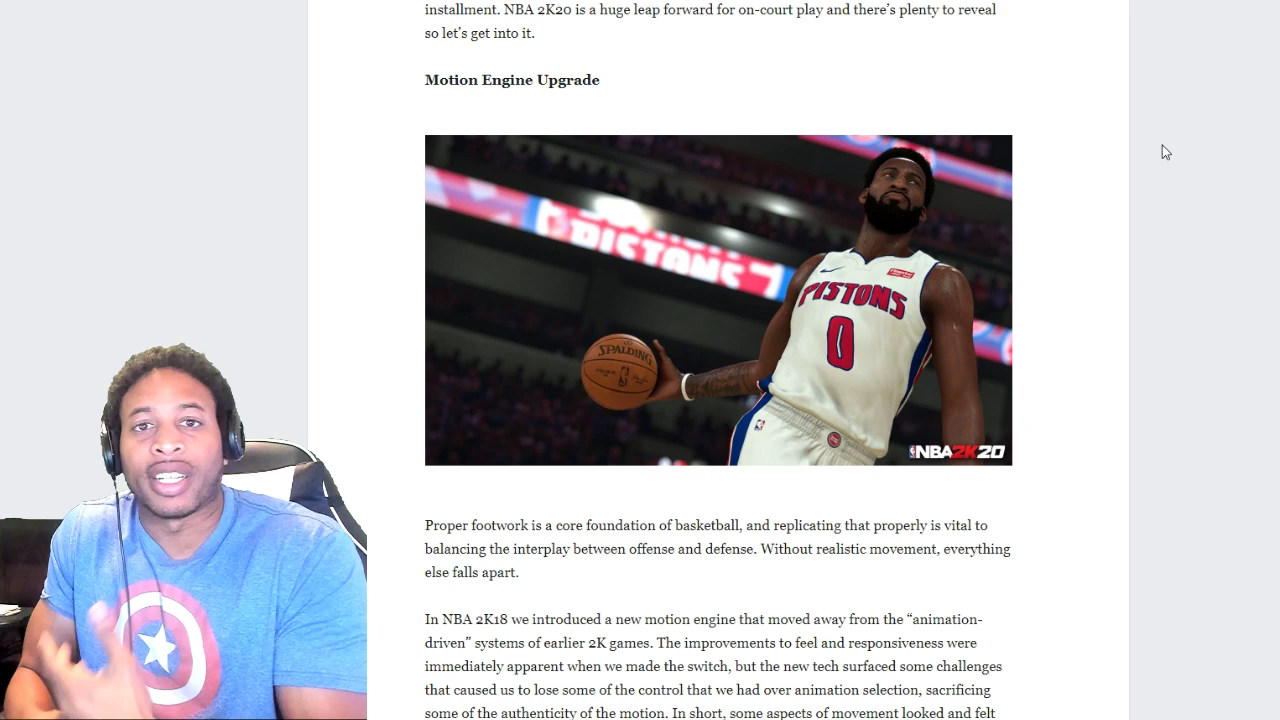 installment. NBA 2K20 is a huge leap forward for on-court play and there’s plenty to reveal
so let’s get into it.
Motion Engine Upgrade
PISTONS
PISTONS
0
SPALDING
NBA2K20
Proper footwork is a core foundation of basketball, and replicating that properly is vital to
balancing the interplay between offense and defense. Without realistic movement, everything
else falls apart.
In NBA 2K18 we introduced a new motion engine that moved away from the “animation-
driven” systems of earlier 2K games. The improvements to feel and responsiveness were
immediately apparent when we made the switch, but the new tech surfaced some challenges
that caused us to lose some of the control that we had over animation selection, sacrificing
some of the authenticity of the motion. In short, some aspects of movement looked and felt